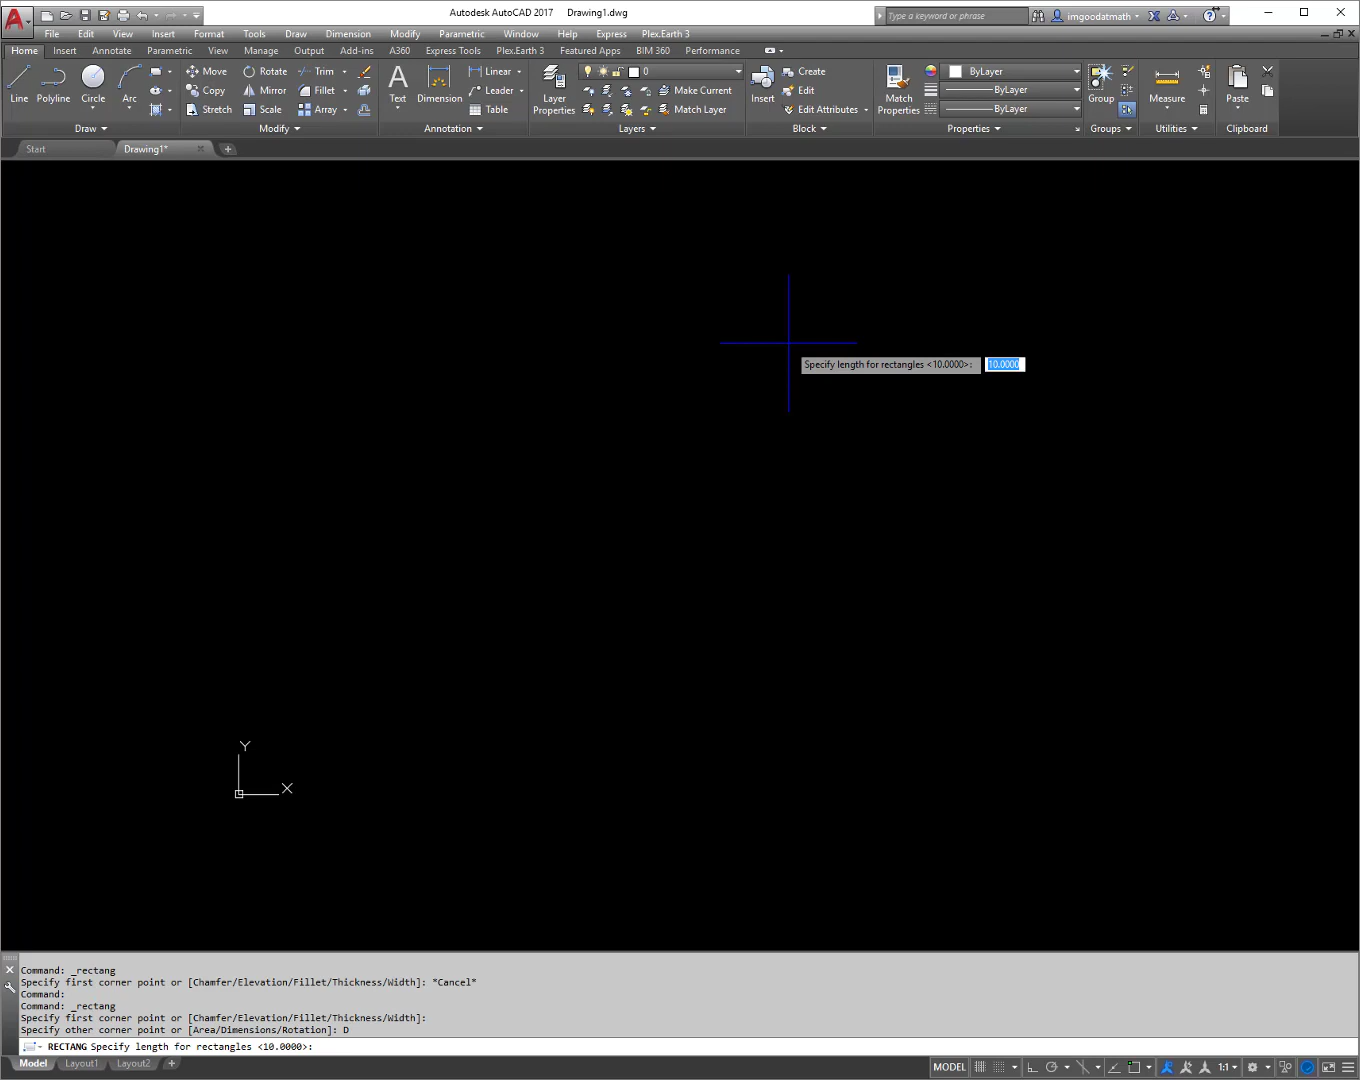 Autodesk AutoCAD 2017 Drawing1.dwg
Type a keyword or phrase
imgoodatmath
File Edit View Insert Format Tools Draw Dimension Modify Parametric Window Help Express Plex.Earth 3
Home Insert Annotate Parametric View Manage Output Add-ins A360 Express Tools Plex.Earth 3 Featured Apps BIM 360 Performance
Line
Polyline
Circle
Arc
Draw
Move
Rotate
Trim
Copy
Mirror
Fillet
Stretch
Scale
Array
Modify
Text
Dimension
Linear
Leader
Table
Annotation
Layer
Properties
0
Make Current
Match Layer
Layers
Insert
Create
Edit
Edit Attributes
Block
Match
Properties
ByLayer
ByLayer
ByLayer
Properties
Group
Groups
Measure
Utilities
Paste
Clipboard
Start
Drawing1*
Specify length for rectangles <10.0000>: 10.0000
Y
X
Command: _rectang
Specify first corner point or [Chamfer/Elevation/Fillet/Thickness/Width]: *Cancel*
Command:
Command: _rectang
Specify first corner point or [Chamfer/Elevation/Fillet/Thickness/Width]:
Specify other corner point or [Area/Dimensions/Rotation]: D
RECTANG Specify length for rectangles <10.0000>:
Model Layout1 Layout2 +
MODEL
1:1